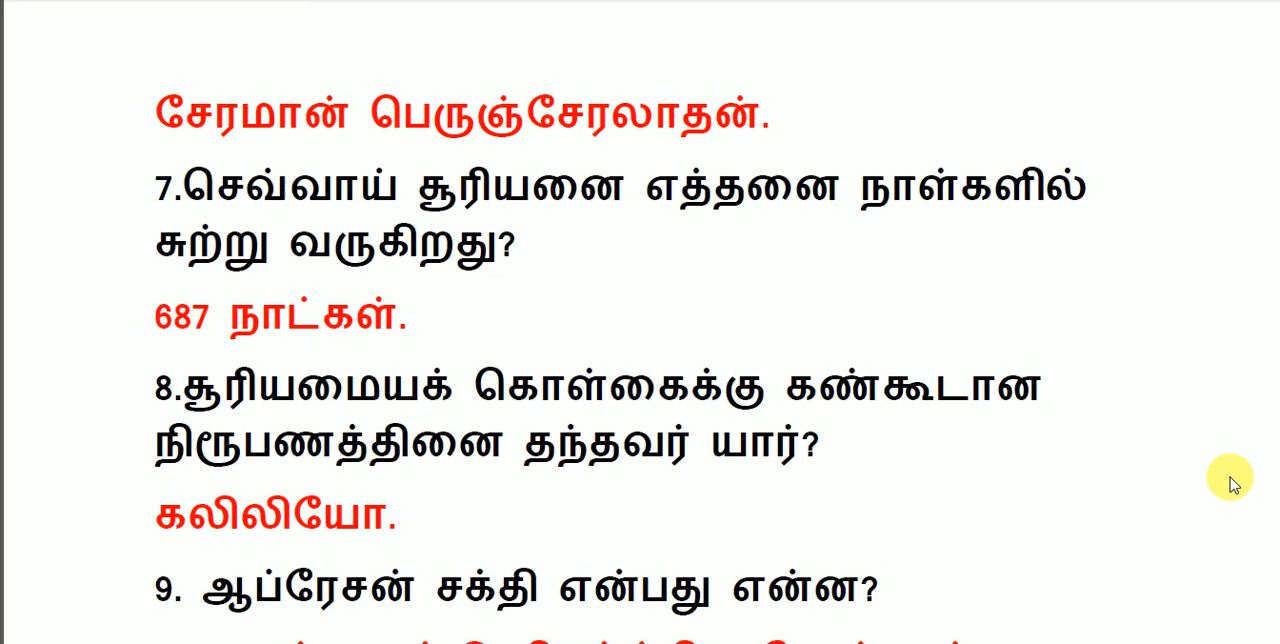 சேரமான் பெருஞ்சேரலாதன்.
7.செவ்வாய் சூரியனை எத்தனை நாள்களில்
சுற்று வருகிறது?
687 நாட்கள்.
8.சூரியமையக் கொள்கைக்கு கண்கூடான
நிரூபணத்தினை தந்தவர் யார்?
கலிலியோ.
9. ஆப்ரேசன் சக்தி என்பது என்ன?